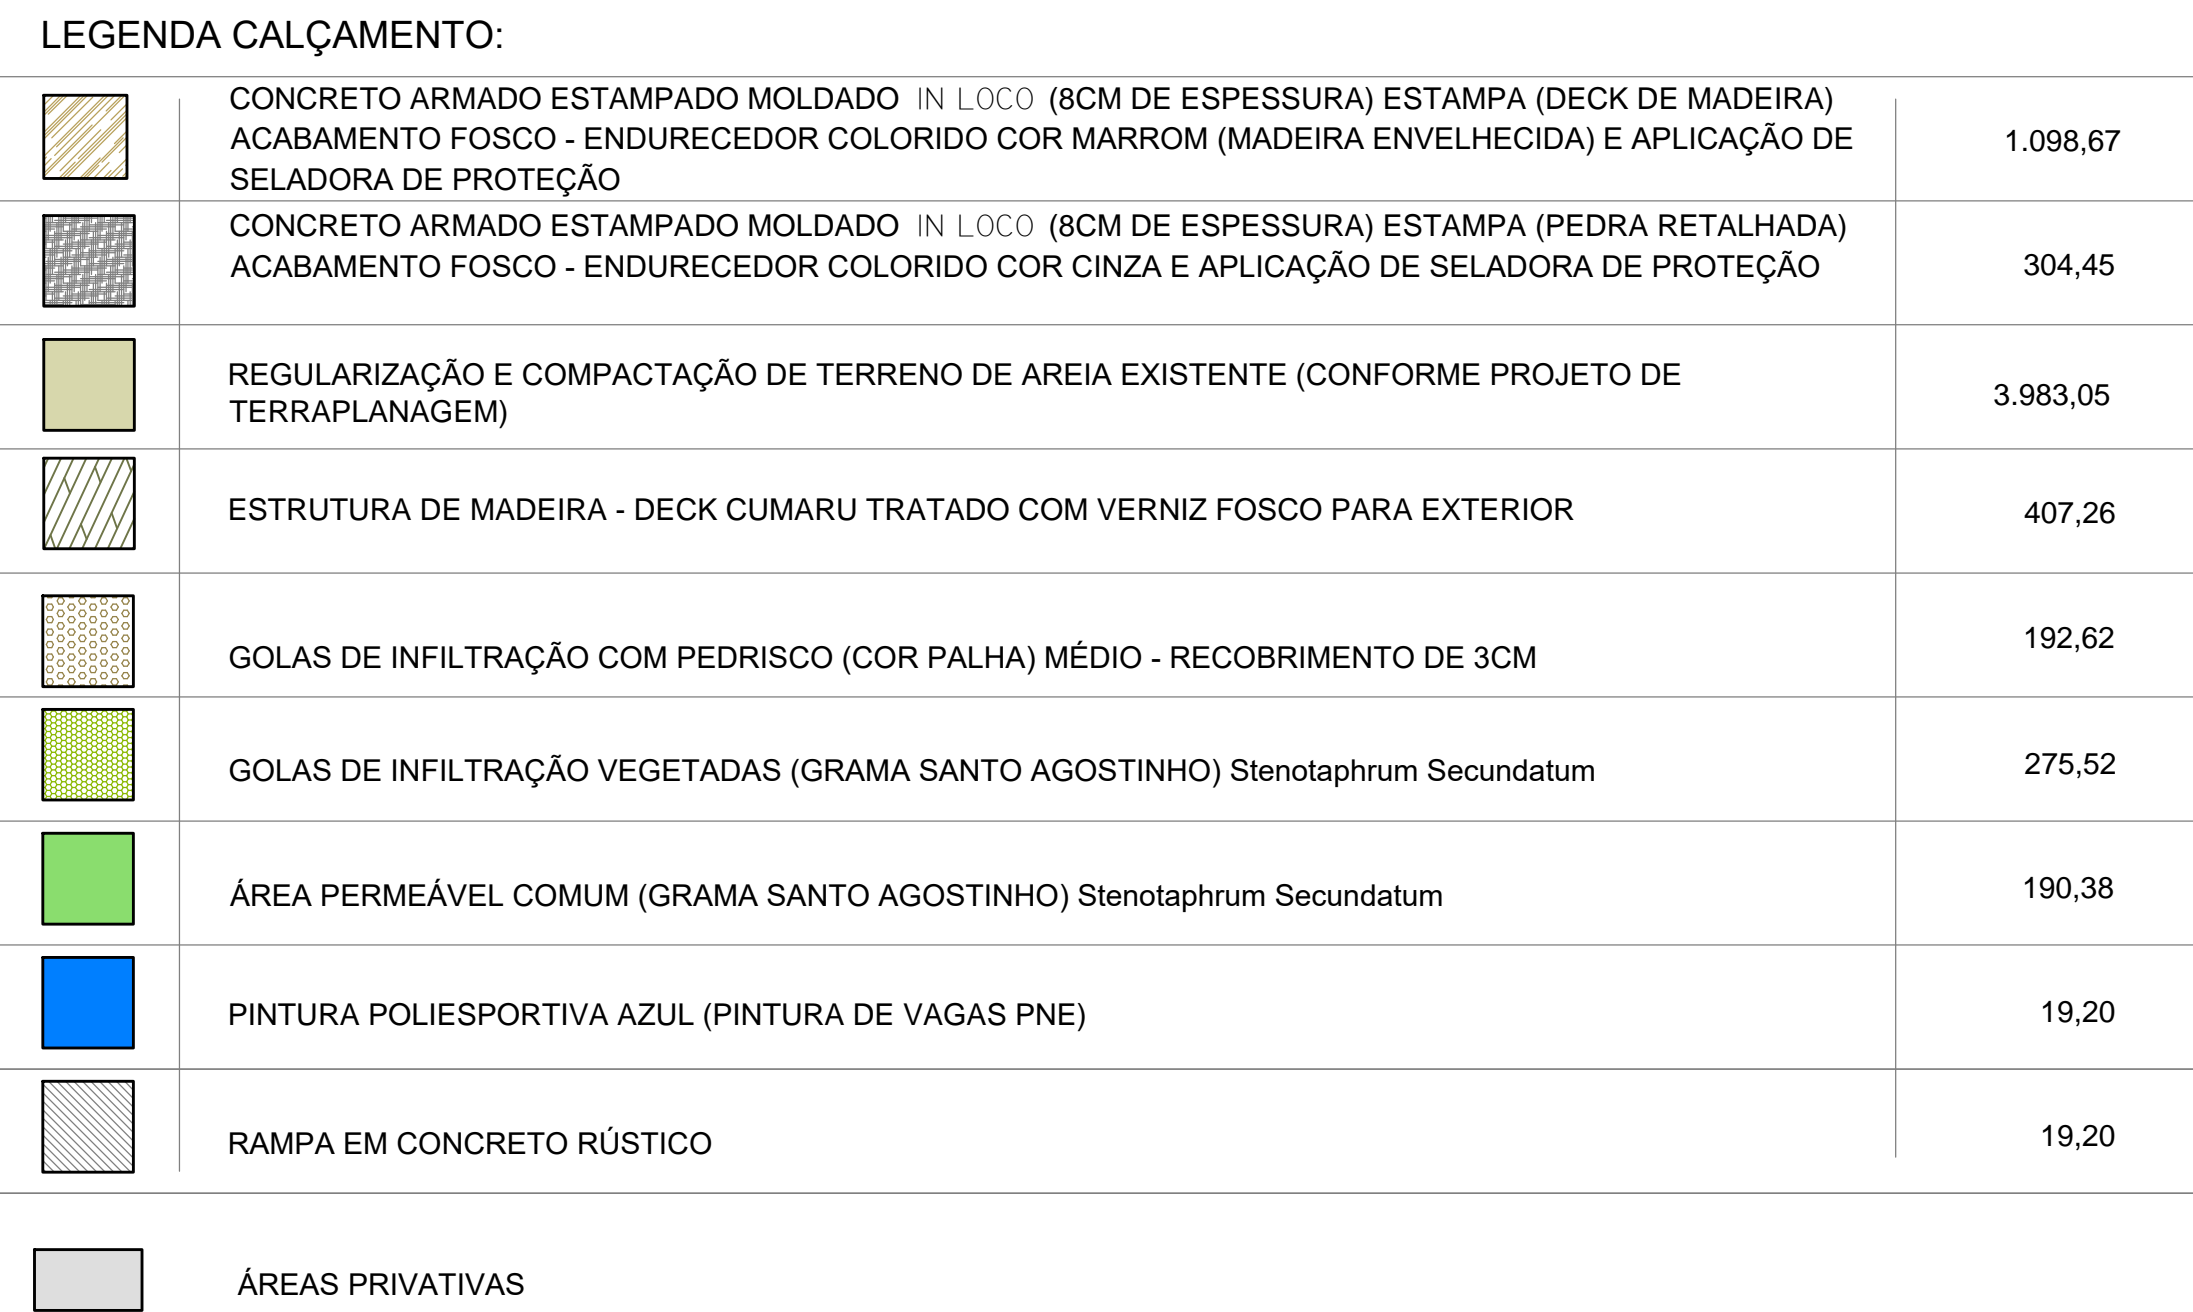 LEGENDA CALÇAMENTO:
CONCRETO ARMADO ESTAMPADO MOLDADO IN LOCO (8CM DE ESPESSURA) ESTAMPA (DECK DE MADEIRA)
ACABAMENTO FOSCO - ENDURECEDOR COLORIDO COR MARROM (MADEIRA ENVELHECIDA) E APLICAÇÃO DE
SELADORA DE PROTEÇÃO
1.098,67
CONCRETO ARMADO ESTAMPADO MOLDADO IN LOCO (8CM DE ESPESSURA) ESTAMPA (PEDRA RETALHADA)
ACABAMENTO FOSCO - ENDURECEDOR COLORIDO COR CINZA E APLICAÇÃO DE SELADORA DE PROTEÇÃO
304,45
REGULARIZAÇÃO E COMPACTAÇÃO DE TERRENO DE AREIA EXISTENTE (CONFORME PROJETO DE
TERRAPLANAGEM)
3.983,05
ESTRUTURA DE MADEIRA - DECK CUMARU TRATADO COM VERNIZ FOSCO PARA EXTERIOR
407,26
GOLAS DE INFILTRAÇÃO COM PEDRISCO (COR PALHA) MÉDIO - RECOBRIMENTO DE 3CM
192,62
GOLAS DE INFILTRAÇÃO VEGETADAS (GRAMA SANTO AGOSTINHO) Stenotaphrum Secundatum
275,52
ÁREA PERMEÁVEL COMUM (GRAMA SANTO AGOSTINHO) Stenotaphrum Secundatum
190,38
PINTURA POLIESPORTIVA AZUL (PINTURA DE VAGAS PNE)
19,20
RAMPA EM CONCRETO RÚSTICO
19,20
ÁREAS PRIVATIVAS